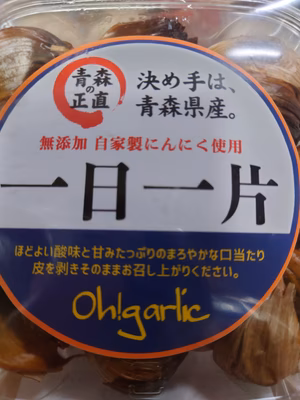 青森
の
正直
決め手は、
青森県産。
無添加 自家製にんにく使用
一日一片
ほどよい酸味と甘みたっぷりのまろやかな口当たり
皮を剥きそのままお召し上がりください。
Oh!garlic